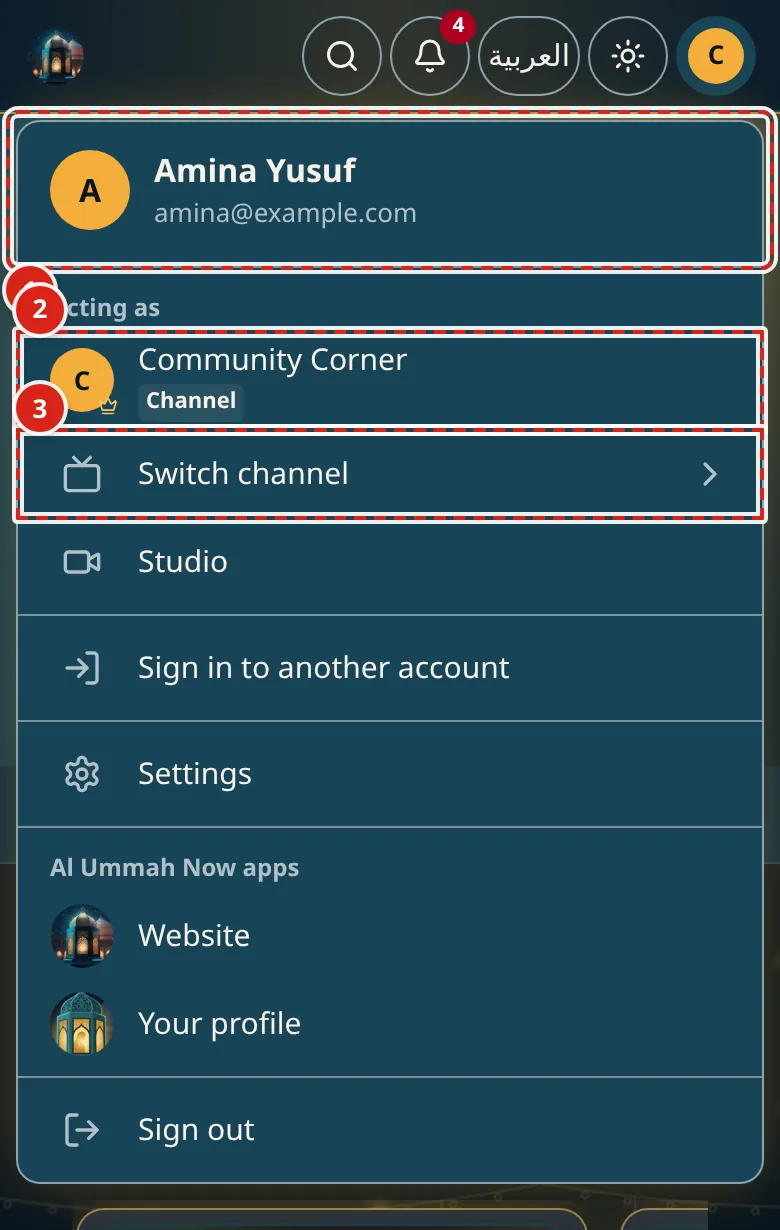 4
العربية
C
A
Amina Yusuf
amina@example.com
2
cting as
C
Community Corner
Channel
3
Switch channel
Studio
Sign in to another account
Settings
Al Ummah Now apps
Website
Your profile
Sign out